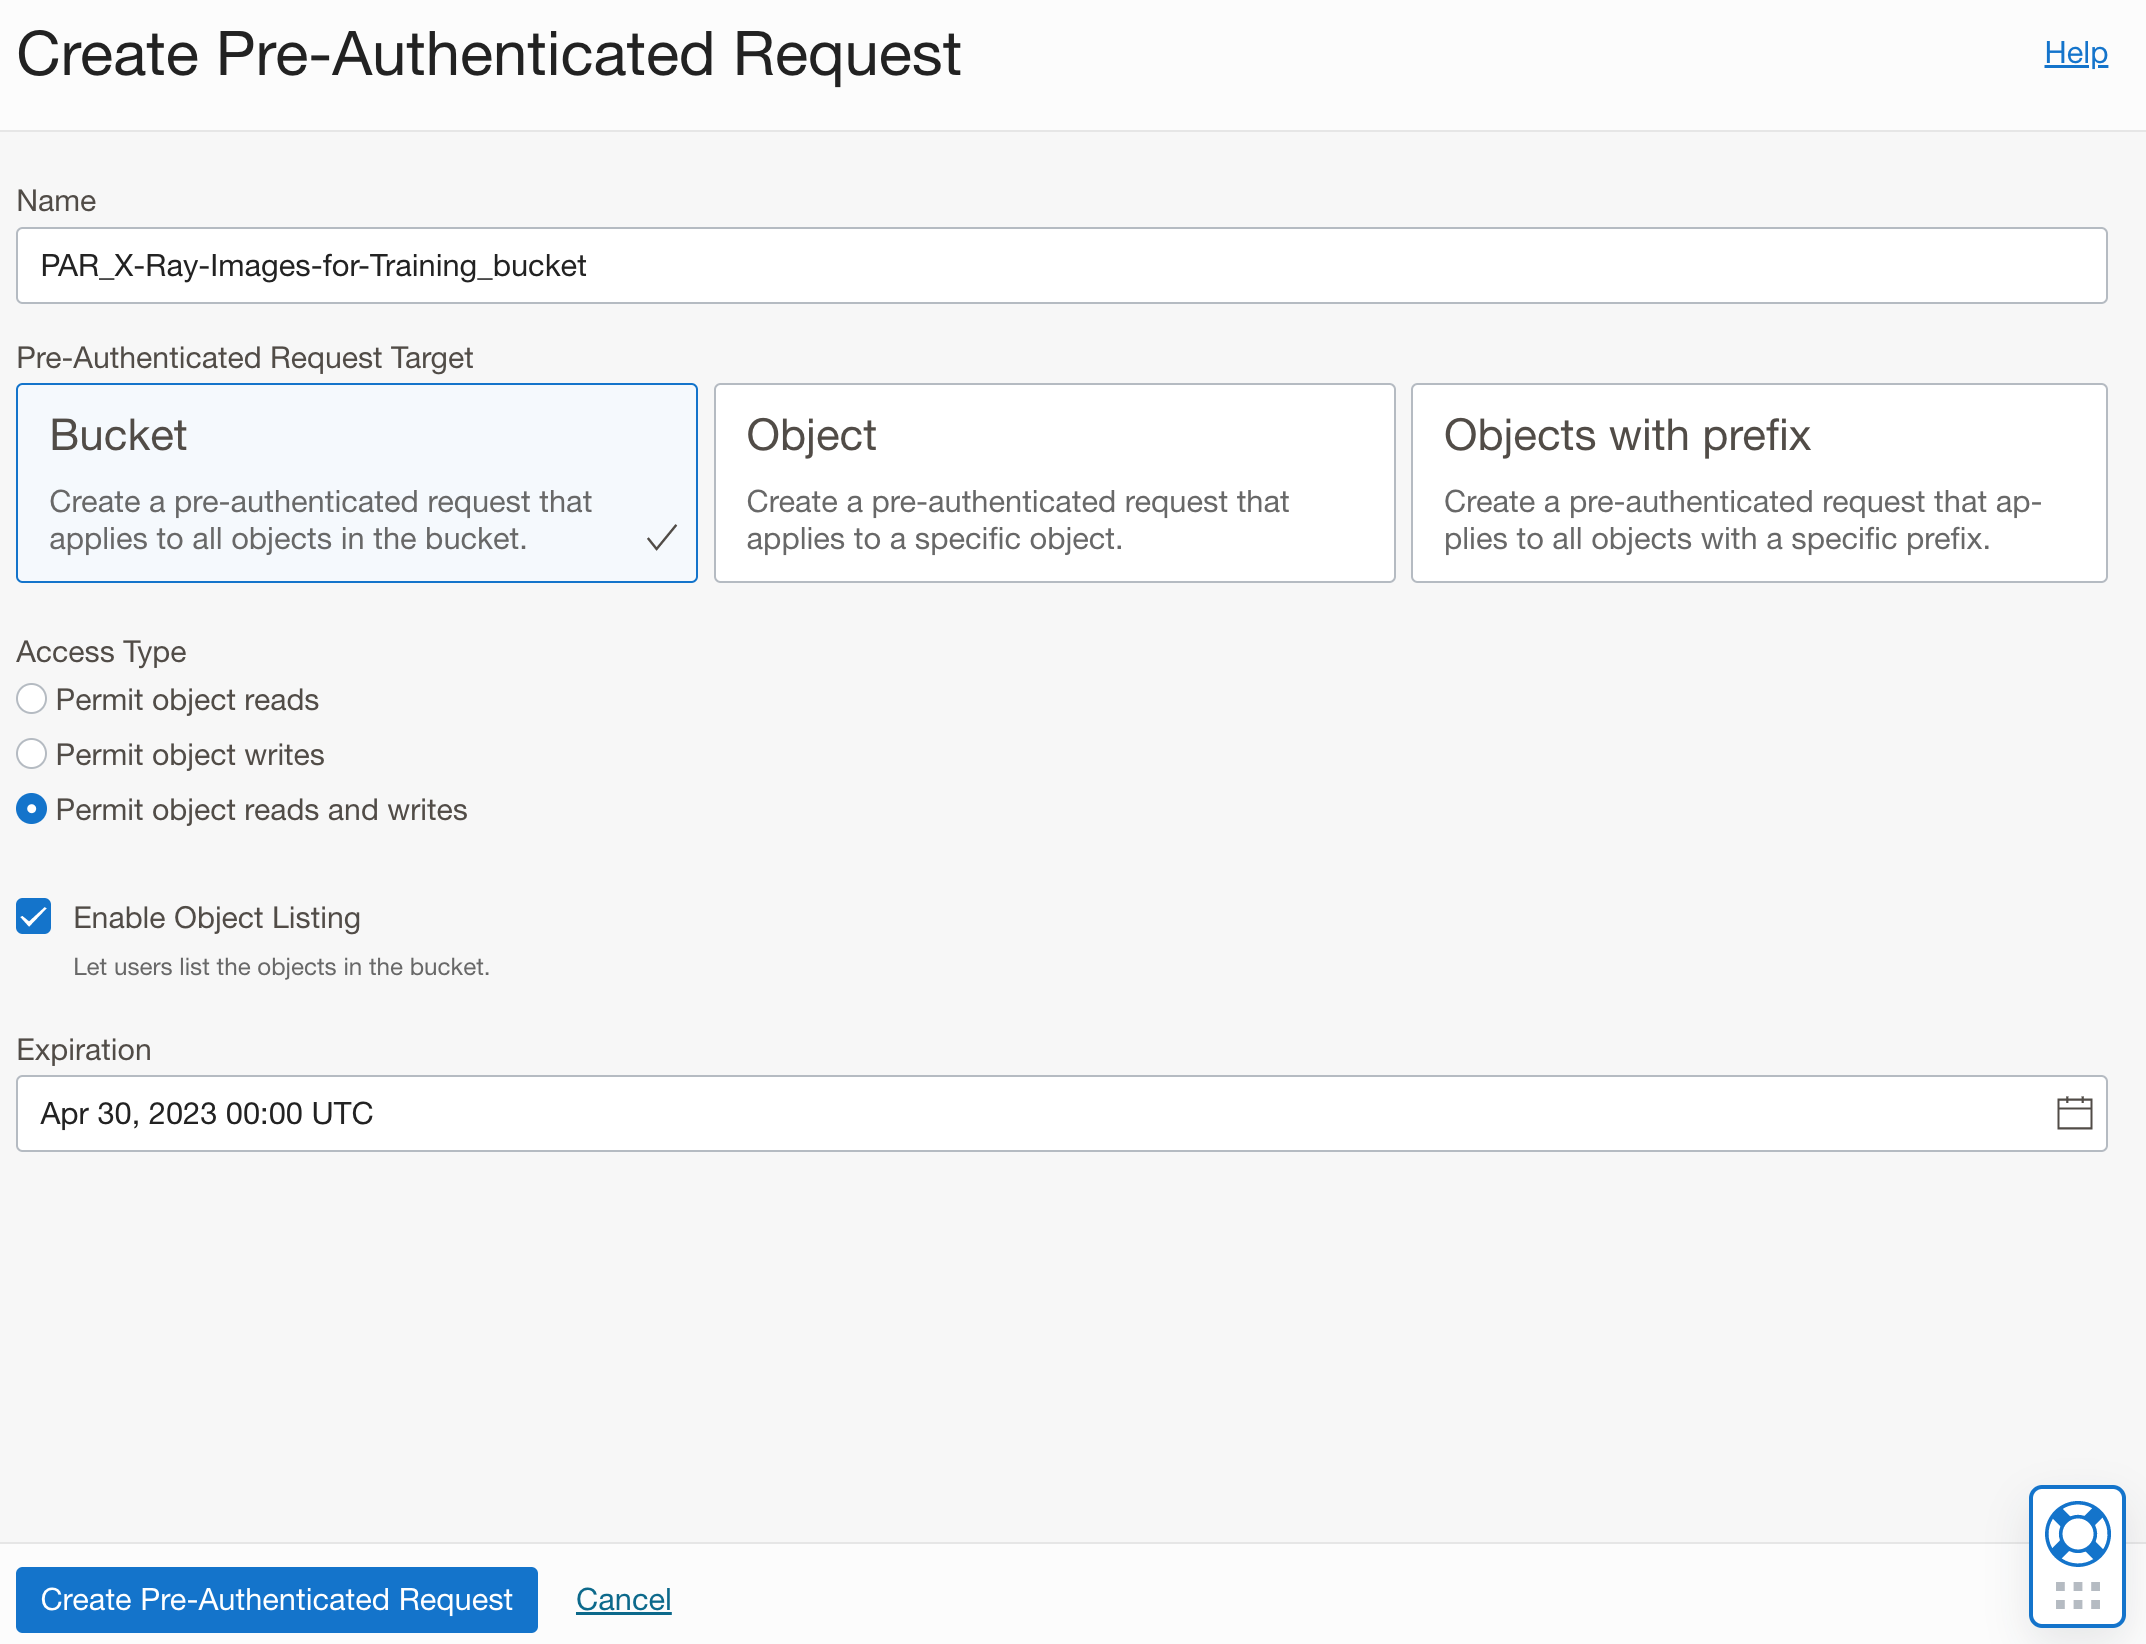 Create Pre-Authenticated Request
Help
Name
PAR_X-Ray-Images-for-Training_bucket
Pre-Authenticated Request Target
Bucket
Create a pre-authenticated request that
applies to all objects in the bucket.
Object
Create a pre-authenticated request that
applies to a specific object.
Objects with prefix
Create a pre-authenticated request that ap-
plies to all objects with a specific prefix.
Access Type
Permit object reads
Permit object writes
Permit object reads and writes
Enable Object Listing
Let users list the objects in the bucket.
Expiration
Apr 30, 2023 00:00 UTC
Create Pre-Authenticated Request
Cancel